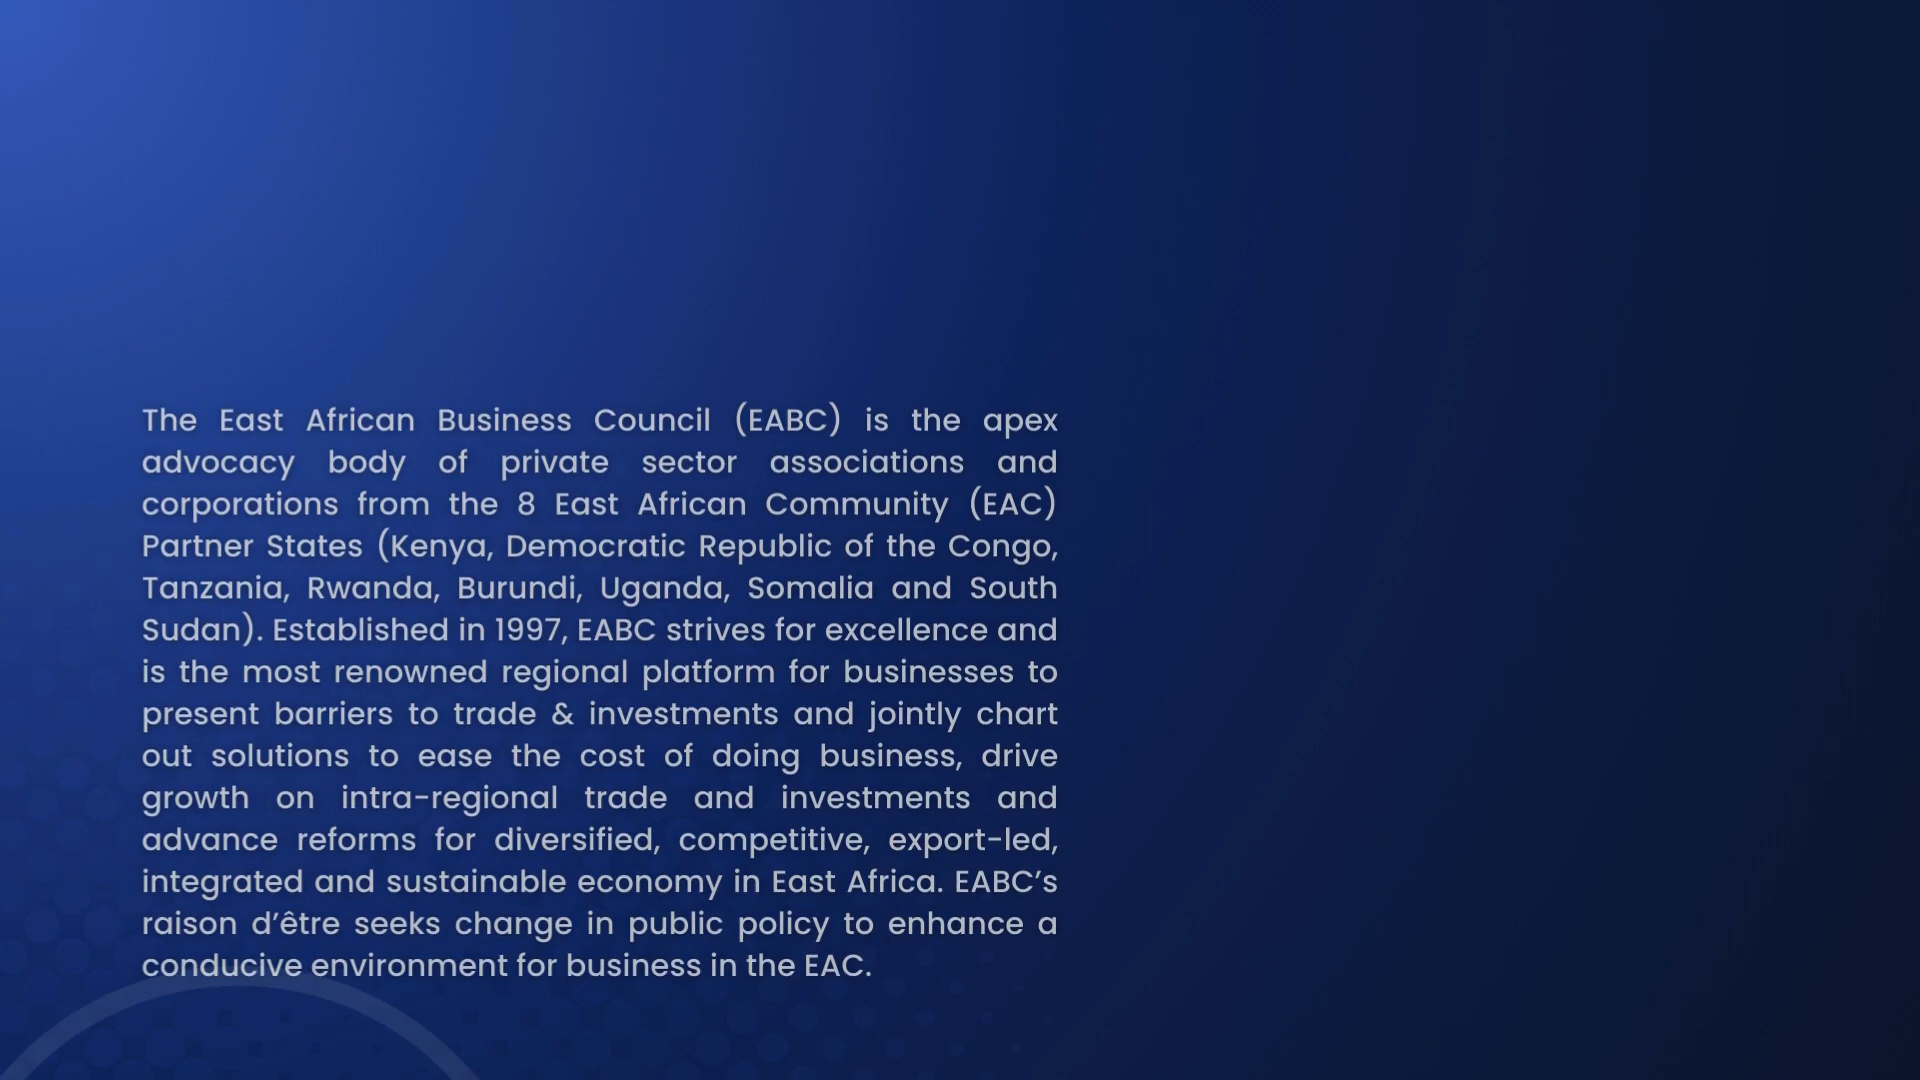 The East African Business Council (EABC) is the apex
advocacy body of private sector associations and
corporations from the 8 East African Community (EAC)
Partner States (Kenya, Democratic Republic of the Congo,
Tanzania, Rwanda, Burundi, Uganda, Somalia and South
Sudan). Established in 1997, EABC strives for excellence and
is the most renowned regional platform for businesses to
present barriers to trade & investments and jointly chart
out solutions to ease the cost of doing business, drive
growth on intra-regional trade and investments and
advance reforms for diversified, competitive, export-led,
integrated and sustainable economy in East Africa. EABC’s
raison d’être seeks change in public policy to enhance a
conducive environment for business in the EAC.